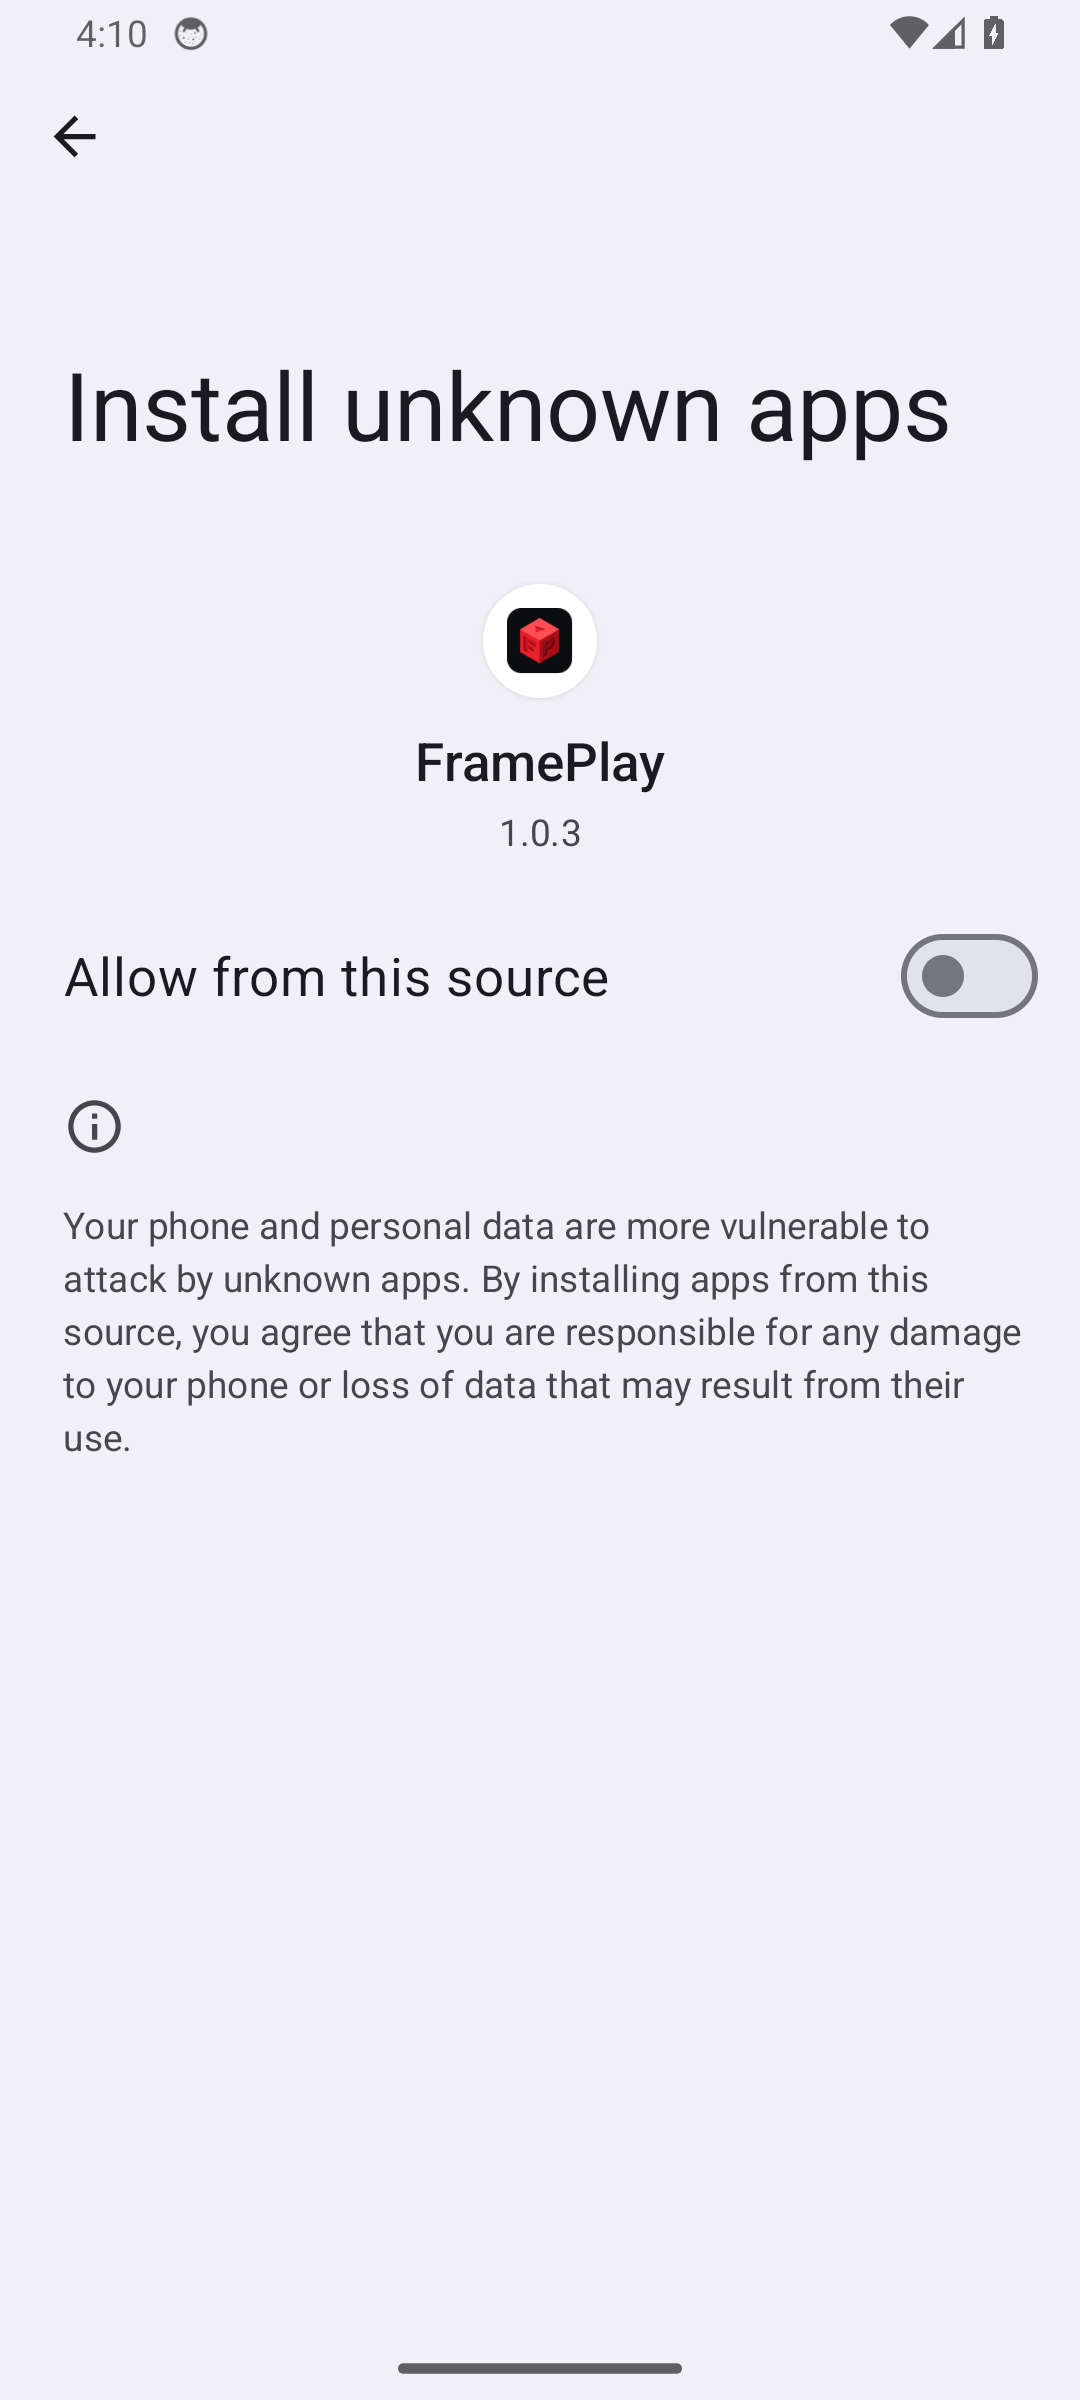 4:10
Install unknown apps
FramePlay
1.0.3
Allow from this source
Your phone and personal data are more vulnerable to
attack by unknown apps. By installing apps from this
source, you agree that you are responsible for any damage
to your phone or loss of data that may result from their
use.